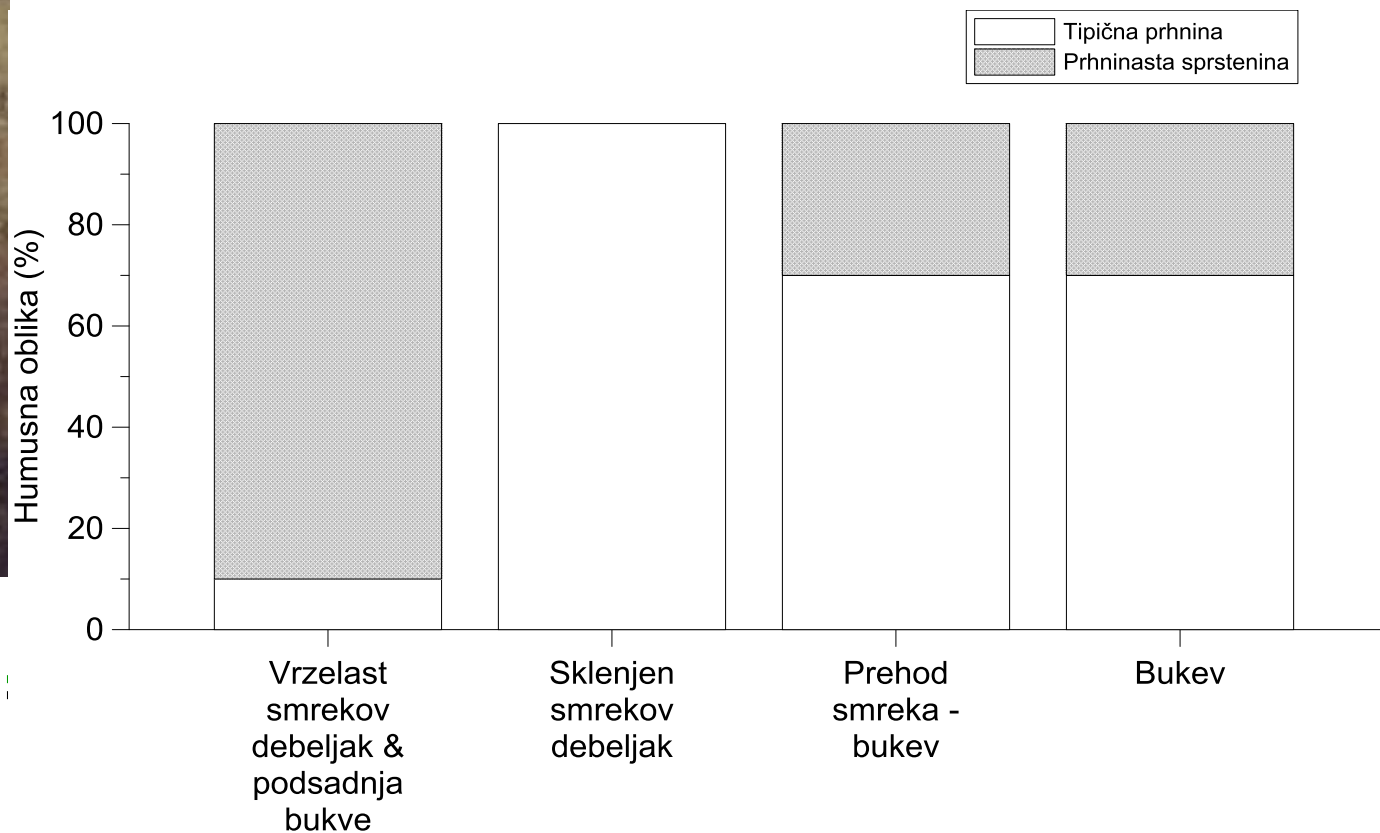 Tipična prhnina
Prhninasta sprstenina
Humusna oblika (%)
100
80
60
40
20
0
Vrzelast
smrekov
debeljak &
podsadnja
bukve
Sklenjen
smrekov
debeljak
Prehod
smreka -
bukev
Bukev